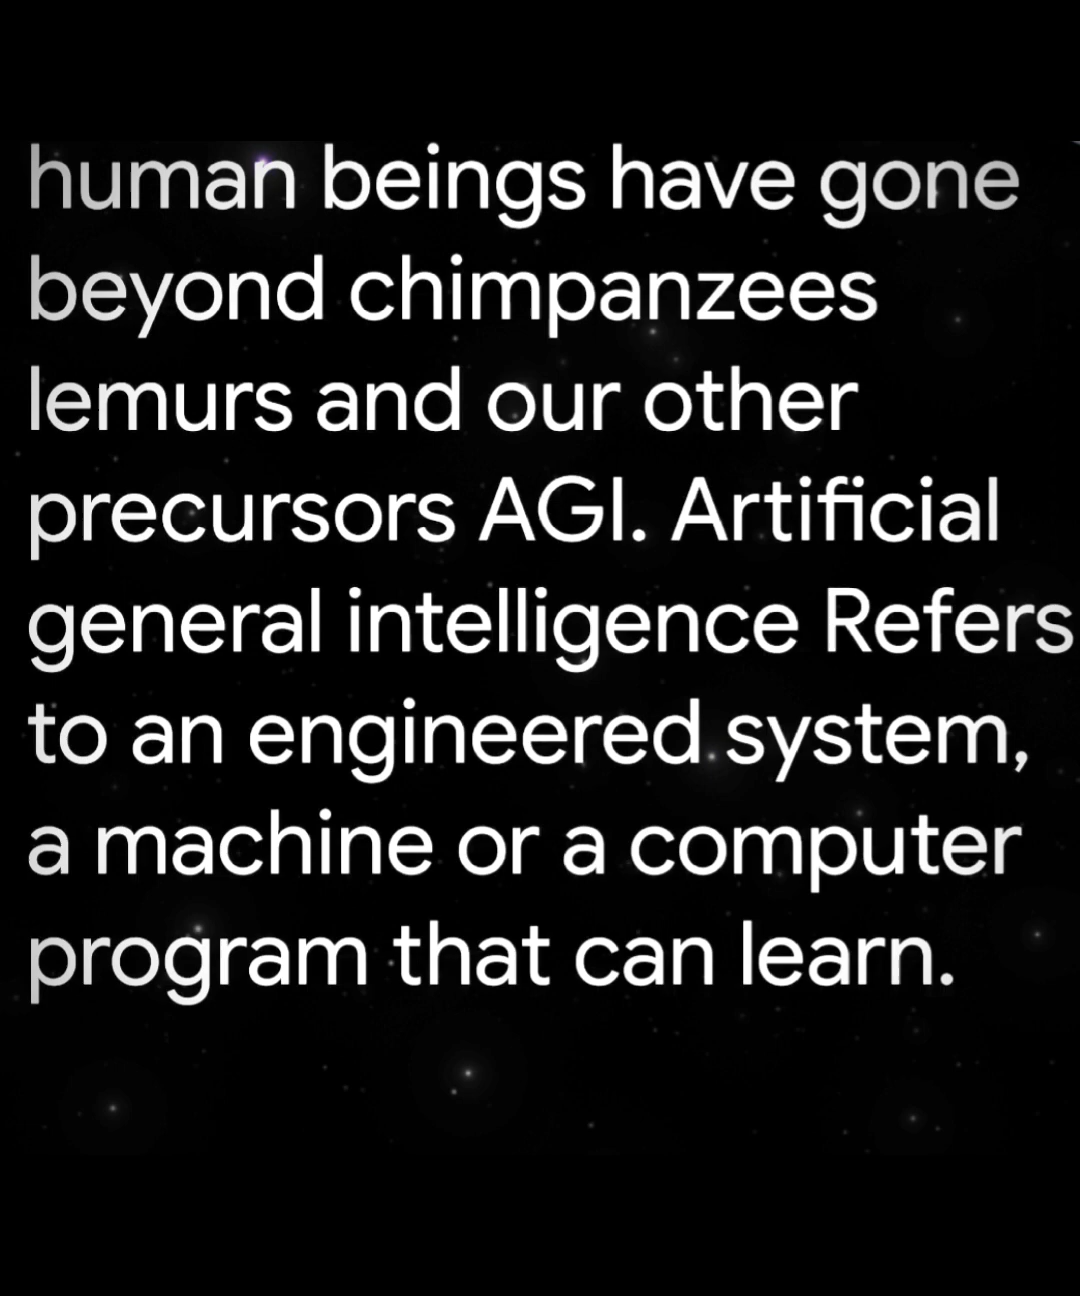 human beings have gone
beyond chimpanzees
lemurs and our other
precursors AGI. Artificial
general intelligence Refers
to an engineered system,
a machine or a computer
program that can learn.